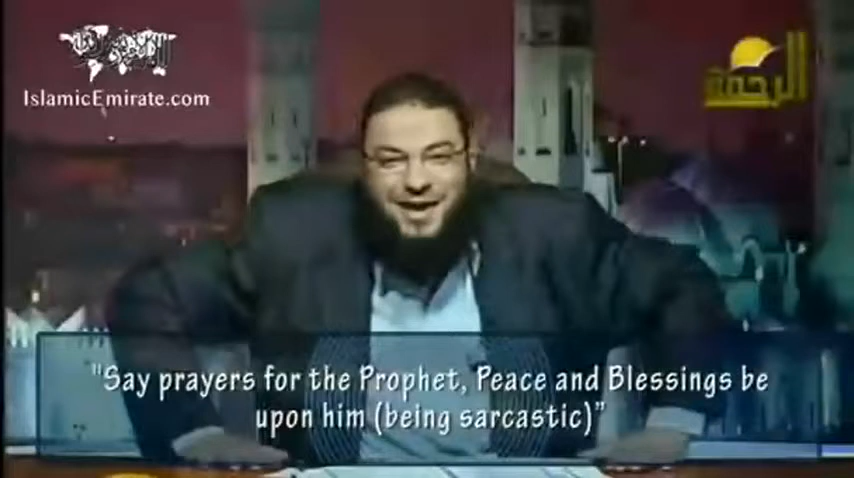 IslamicEmirate.com
الرحمة
"Say prayers for the Prophet, Peace and Blessings be
upon him (being sarcastic)”